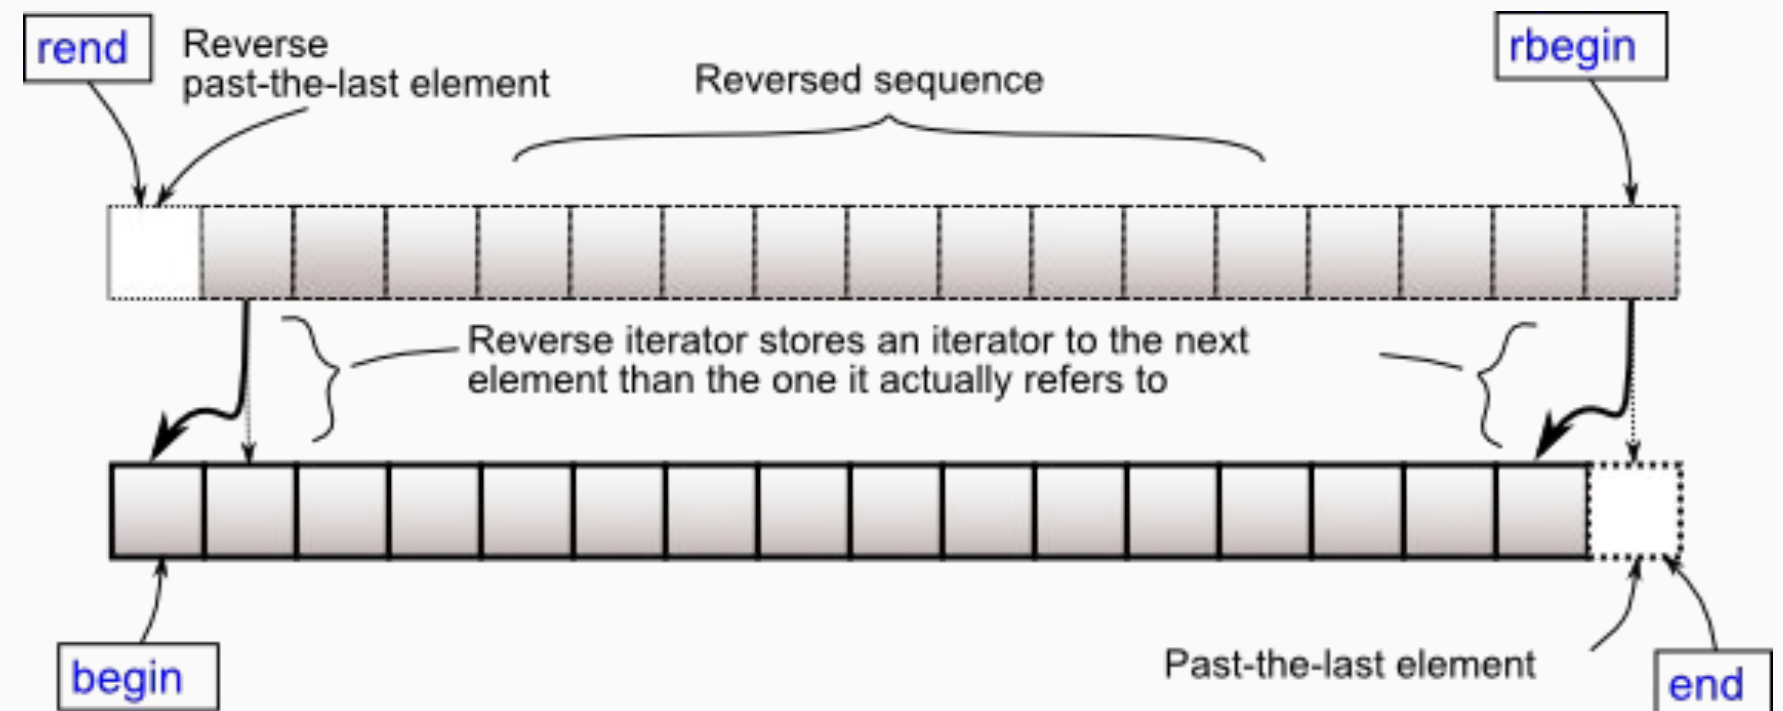 rend
Reverse
past-the-last element
Reversed sequence
rbegin
Reverse iterator stores an iterator to the next
element than the one it actually refers to
begin
Past-the-last element
end